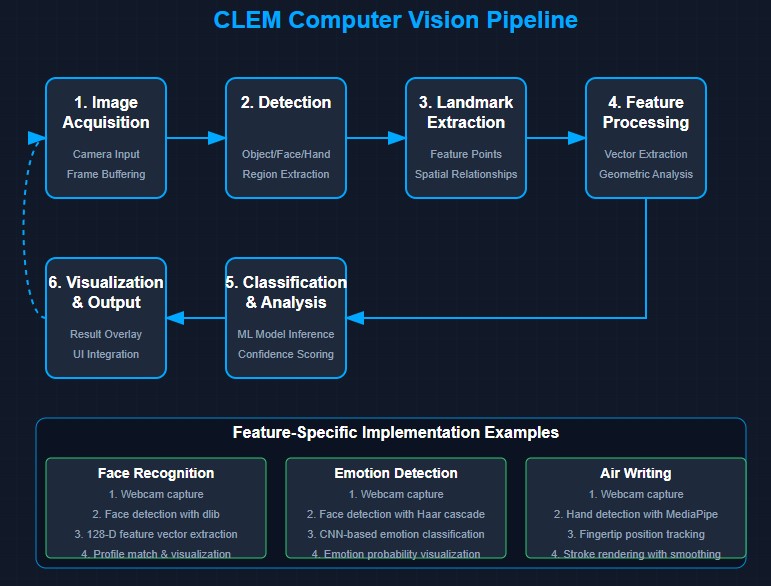 CLEM Computer Vision Pipeline
1. Image
Acquisition
Camera Input
Frame Buffering
2. Detection
Object/Face/Hand
Region Extraction
3. Landmark
Extraction
Feature Points
Spatial Relationships
4. Feature
Processing
Vector Extraction
Geometric Analysis
5. Classification
& Analysis
ML Model Inference
Confidence Scoring
6. Visualization
& Output
Result Overlay
UI Integration
Feature-Specific Implementation Examples
Face Recognition
1. Webcam capture
2. Face detection with dlib
3. 128-D feature vector extraction
4. Profile match & visualization
Emotion Detection
1. Webcam capture
2. Face detection with Haar cascade
3. CNN-based emotion classification
4. Emotion probability visualization
Air Writing
1. Webcam capture
2. Hand detection with MediaPipe
3. Fingertip position tracking
4. Stroke rendering with smoothing